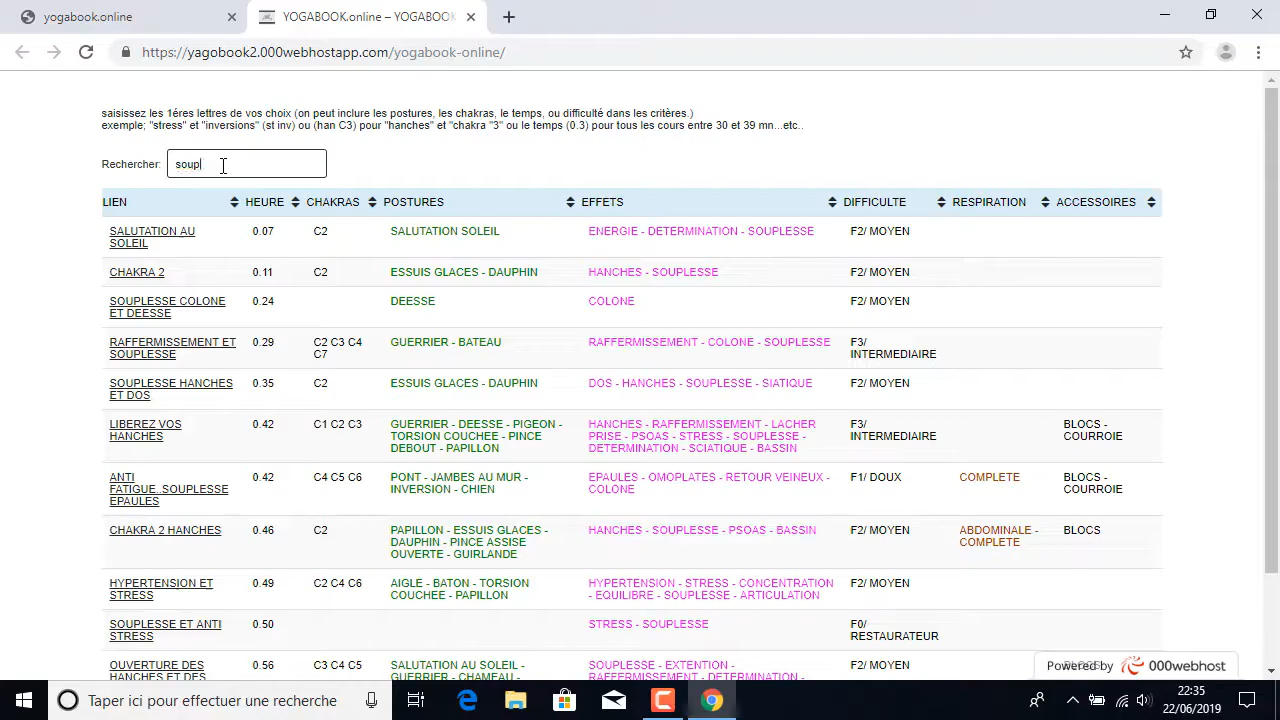 yogabook.online
YOGABOOK.online – YOGABOOK
https://yagobook2.000webhostapp.com/yogabook-online/
saisissez les 1éres lettres de vos choix (on peut inclure les postures, les chakras, le temps, ou difficulté dans les critères.)
exemple; "stress" et "inversions" (st inv) ou (han C3) pour "hanches" et "chakra "3" ou le temps (0.3) pour tous les cours entre 30 et 39 mn...etc..
Rechercher: soupl
LIEN HEURE CHAKRAS POSTURES EFFETS DIFFICULTE RESPIRATION ACCESSOIRES
SALUTATION AU 0.07 C2 SALUTATION SOLEIL ENERGIE - DETERMINATION - SOUPLESSE F2/ MOYEN
SOLEIL
CHAKRA 2 0.11 C2 ESSUIS GLACES - DAUPHIN HANCHES - SOUPLESSE F2/ MOYEN
SOUPLESSE COLONE 0.24 DEESSE COLONE F2/ MOYEN
ET DEESSE
RAFFERMISSEMENT ET 0.29 C2 C3 C4 GUERRIER - BATEAU RAFFERMISSEMENT - COLONE - SOUPLESSE F3/
SOUPLESSE C7 INTERMEDIAIRE
SOUPLESSE HANCHES 0.35 C2 ESSUIS GLACES - DAUPHIN DOS - HANCHES - SOUPLESSE - SIATIQUE F2/ MOYEN
ET DOS
LIBEREZ VOS 0.42 C1 C2 C3 GUERRIER - DEESSE - PIGEON - HANCHES - RAFFERMISSEMENT - LACHER F3/ BLOCS -
HANCHES TORSION COUCHEE - PINCE PRISE - PSOAS - STRESS - SOUPLESSE - INTERMEDIAIRE COURROIE
DEBOUT - PAPILLON DETERMINATION - SCIATIQUE - BASSIN
ANTI 0.42 C4 C5 C6 PONT - JAMBES AU MUR - EPAULES - OMOPLATES - RETOUR VEINEUX - F1/ DOUX COMPLETE BLOCS -
FATIGUE..SOUPLESSE INVERSION - CHIEN COLONE COURROIE
EPAULES
CHAKRA 2 HANCHES 0.46 C2 PAPILLON - ESSUIS GLACES - HANCHES - SOUPLESSE - PSOAS - BASSIN F2/ MOYEN ABDOMINALE - BLOCS
DAUPHIN - PINCE ASSISE COMPLETE
OUVERTE - GUIRLANDE
HYPERTENSION ET 0.49 C2 C4 C6 AIGLE - BATON - TORSION HYPERTENSION - STRESS - CONCENTRATION F2/ MOYEN
STRESS COUCHEE - PAPILLON - EQUILIBRE - SOUPLESSE - ARTICULATION
SOUPLESSE ET ANTI 0.50 STRESS - SOUPLESSE F0/
STRESS RESTAURATEUR
OUVERTURE DES 0.56 C3 C4 C5 SALUTATION AU SOLEIL - SOUPLESSE - EXTENTION - F2/ MOYEN
HANCHES ET DES GUERRIER - CHAMEAU - RAFFERMISSEMENT - DETERMINATION -
Powered by 000webhost
Taper ici pour effectuer une recherche
22:35
22/06/2019